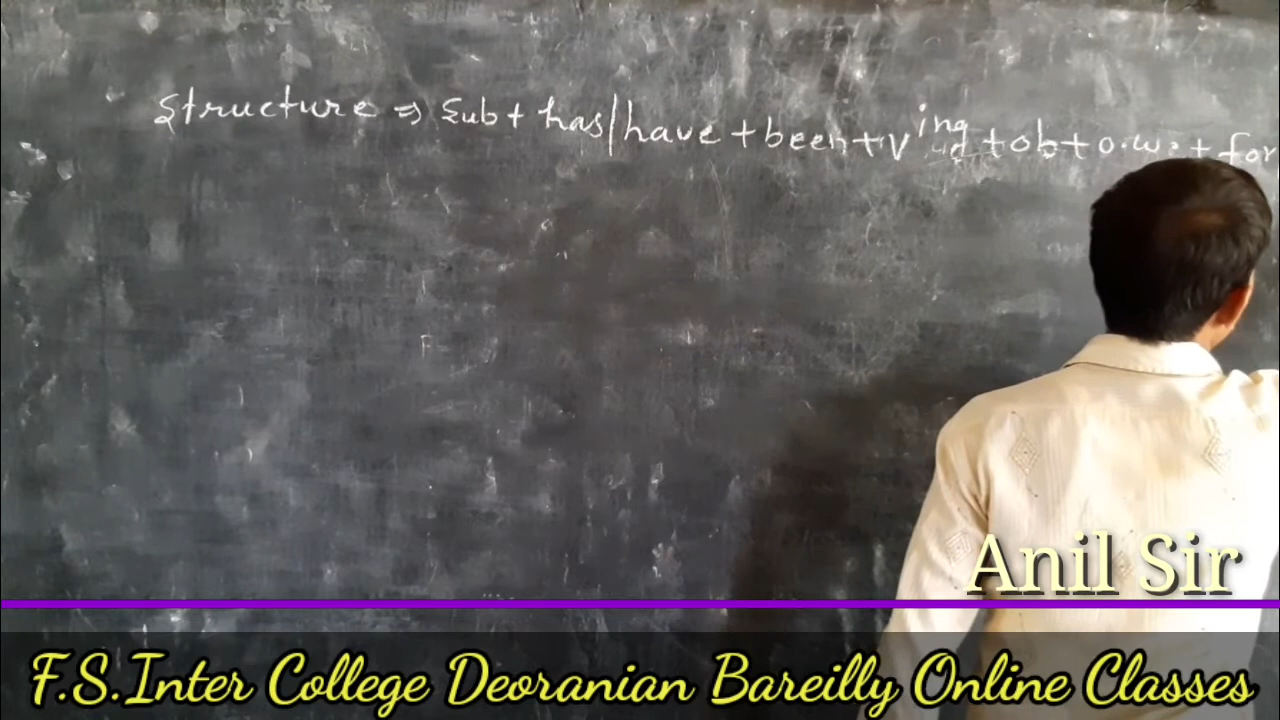 Structure ⇒ Sub + has/have + been + v ing + ob + o.w. + for
Anil Sir
F.S.Inter College Deoranian Bareilly Online Classes